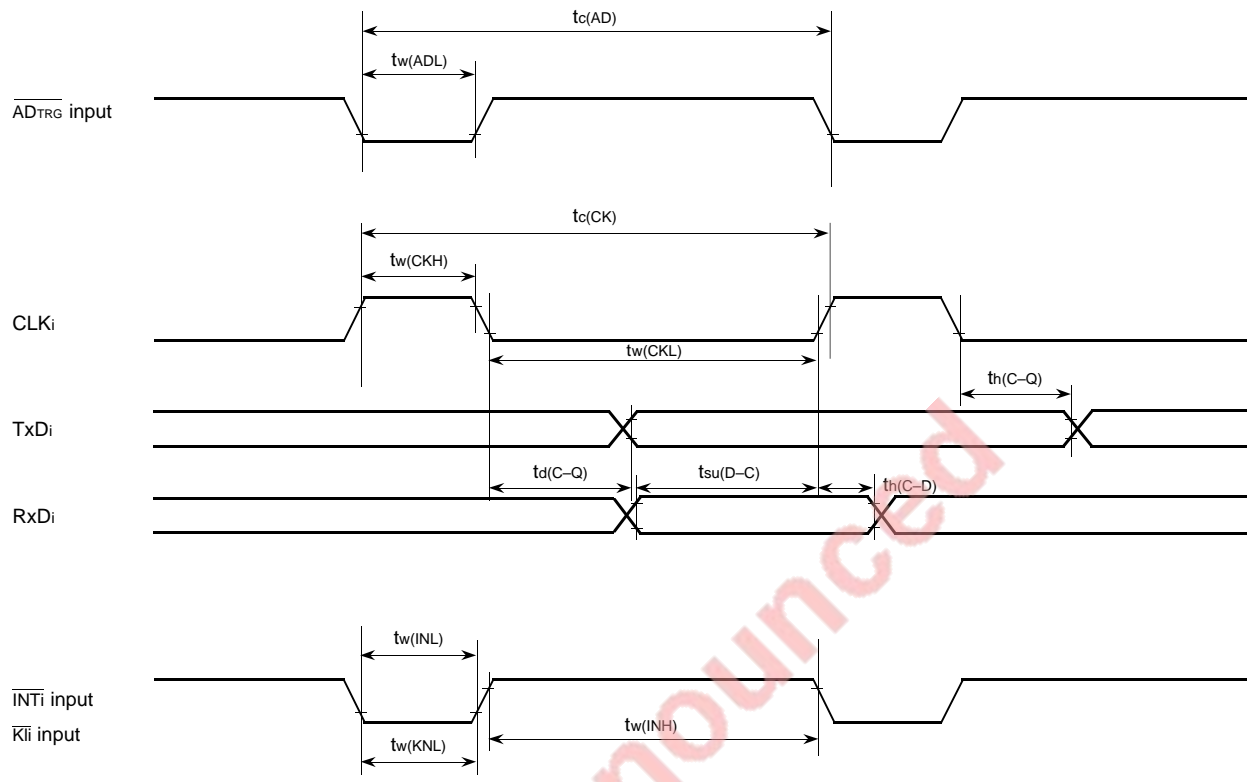 tc(AD)
tw(ADL)
ADTRG input
tc(CK)
tw(CKH)
CLKi
tw(CKL)
th(C–Q)
TxDi
td(C–Q)
tsu(D–C)
th(C–D)
RxDi
tw(INL)
INTi input
KIi input
tw(KNL)
tw(INH)
ounced